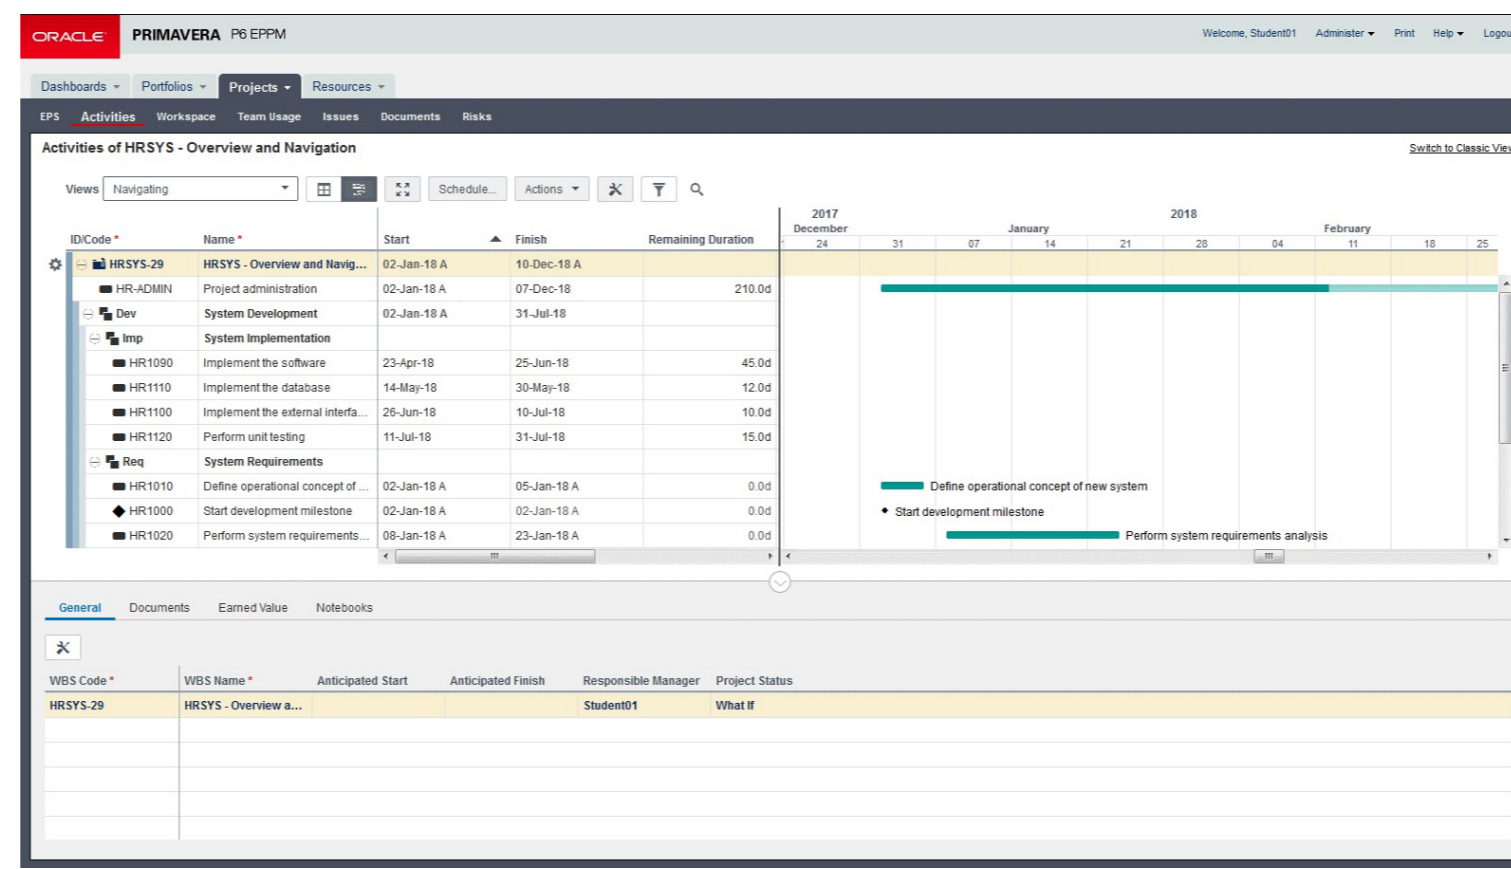 ORACLE PRIMAVERA P6 EPPM Welcome, Student01 Administer Print Help Logou
Dashboards Portfolios Projects Resources
EPS Activities Workspace Team Usage Issues Documents Risks
Activities of HRSYS - Overview and Navigation Switch to Classic View
Views Navigating Schedule... Actions
2017 2018
December January February
ID/Code * Name * Start Finish Remaining Duration 24 31 07 14 21 28 04 11 18 25
HRSYS-29 HRSYS - Overview and Navig... 02-Jan-18 A 10-Dec-18 A
HR-ADMIN Project administration 02-Jan-18 A 07-Dec-18 210.0d
Dev System Development 02-Jan-18 A 31-Jul-18
Imp System Implementation
HR1090 Implement the software 23-Apr-18 25-Jun-18 45.0d
HR1110 Implement the database 14-May-18 30-May-18 12.0d
HR1100 Implement the external interfa... 26-Jun-18 10-Jul-18 10.0d
HR1120 Perform unit testing 11-Jul-18 31-Jul-18 15.0d
Req System Requirements
HR1010 Define operational concept of ... 02-Jan-18 A 05-Jan-18 A 0.0d Define operational concept of new system
HR1000 Start development milestone 02-Jan-18 A 02-Jan-18 A 0.0d Start development milestone
HR1020 Perform system requirements... 08-Jan-18 A 23-Jan-18 A 0.0d Perform system requirements analysis
General Documents Earned Value Notebooks
WBS Code * WBS Name * Anticipated Start Anticipated Finish Responsible Manager Project Status
HRSYS-29 HRSYS - Overview a... Student01 What If